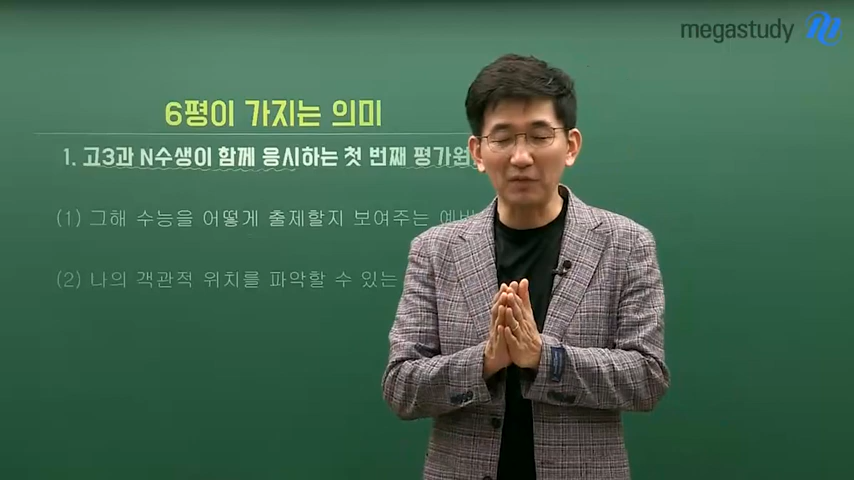 megastudy
6평이 가지는 의미
1. 고3과 N수생이 함께 응시하는 첫 번째 평가원
(1) 그해 수능을 어떻게 출제할지 보여주는
(2) 나의 객관적 위치를 파악할 수 있는